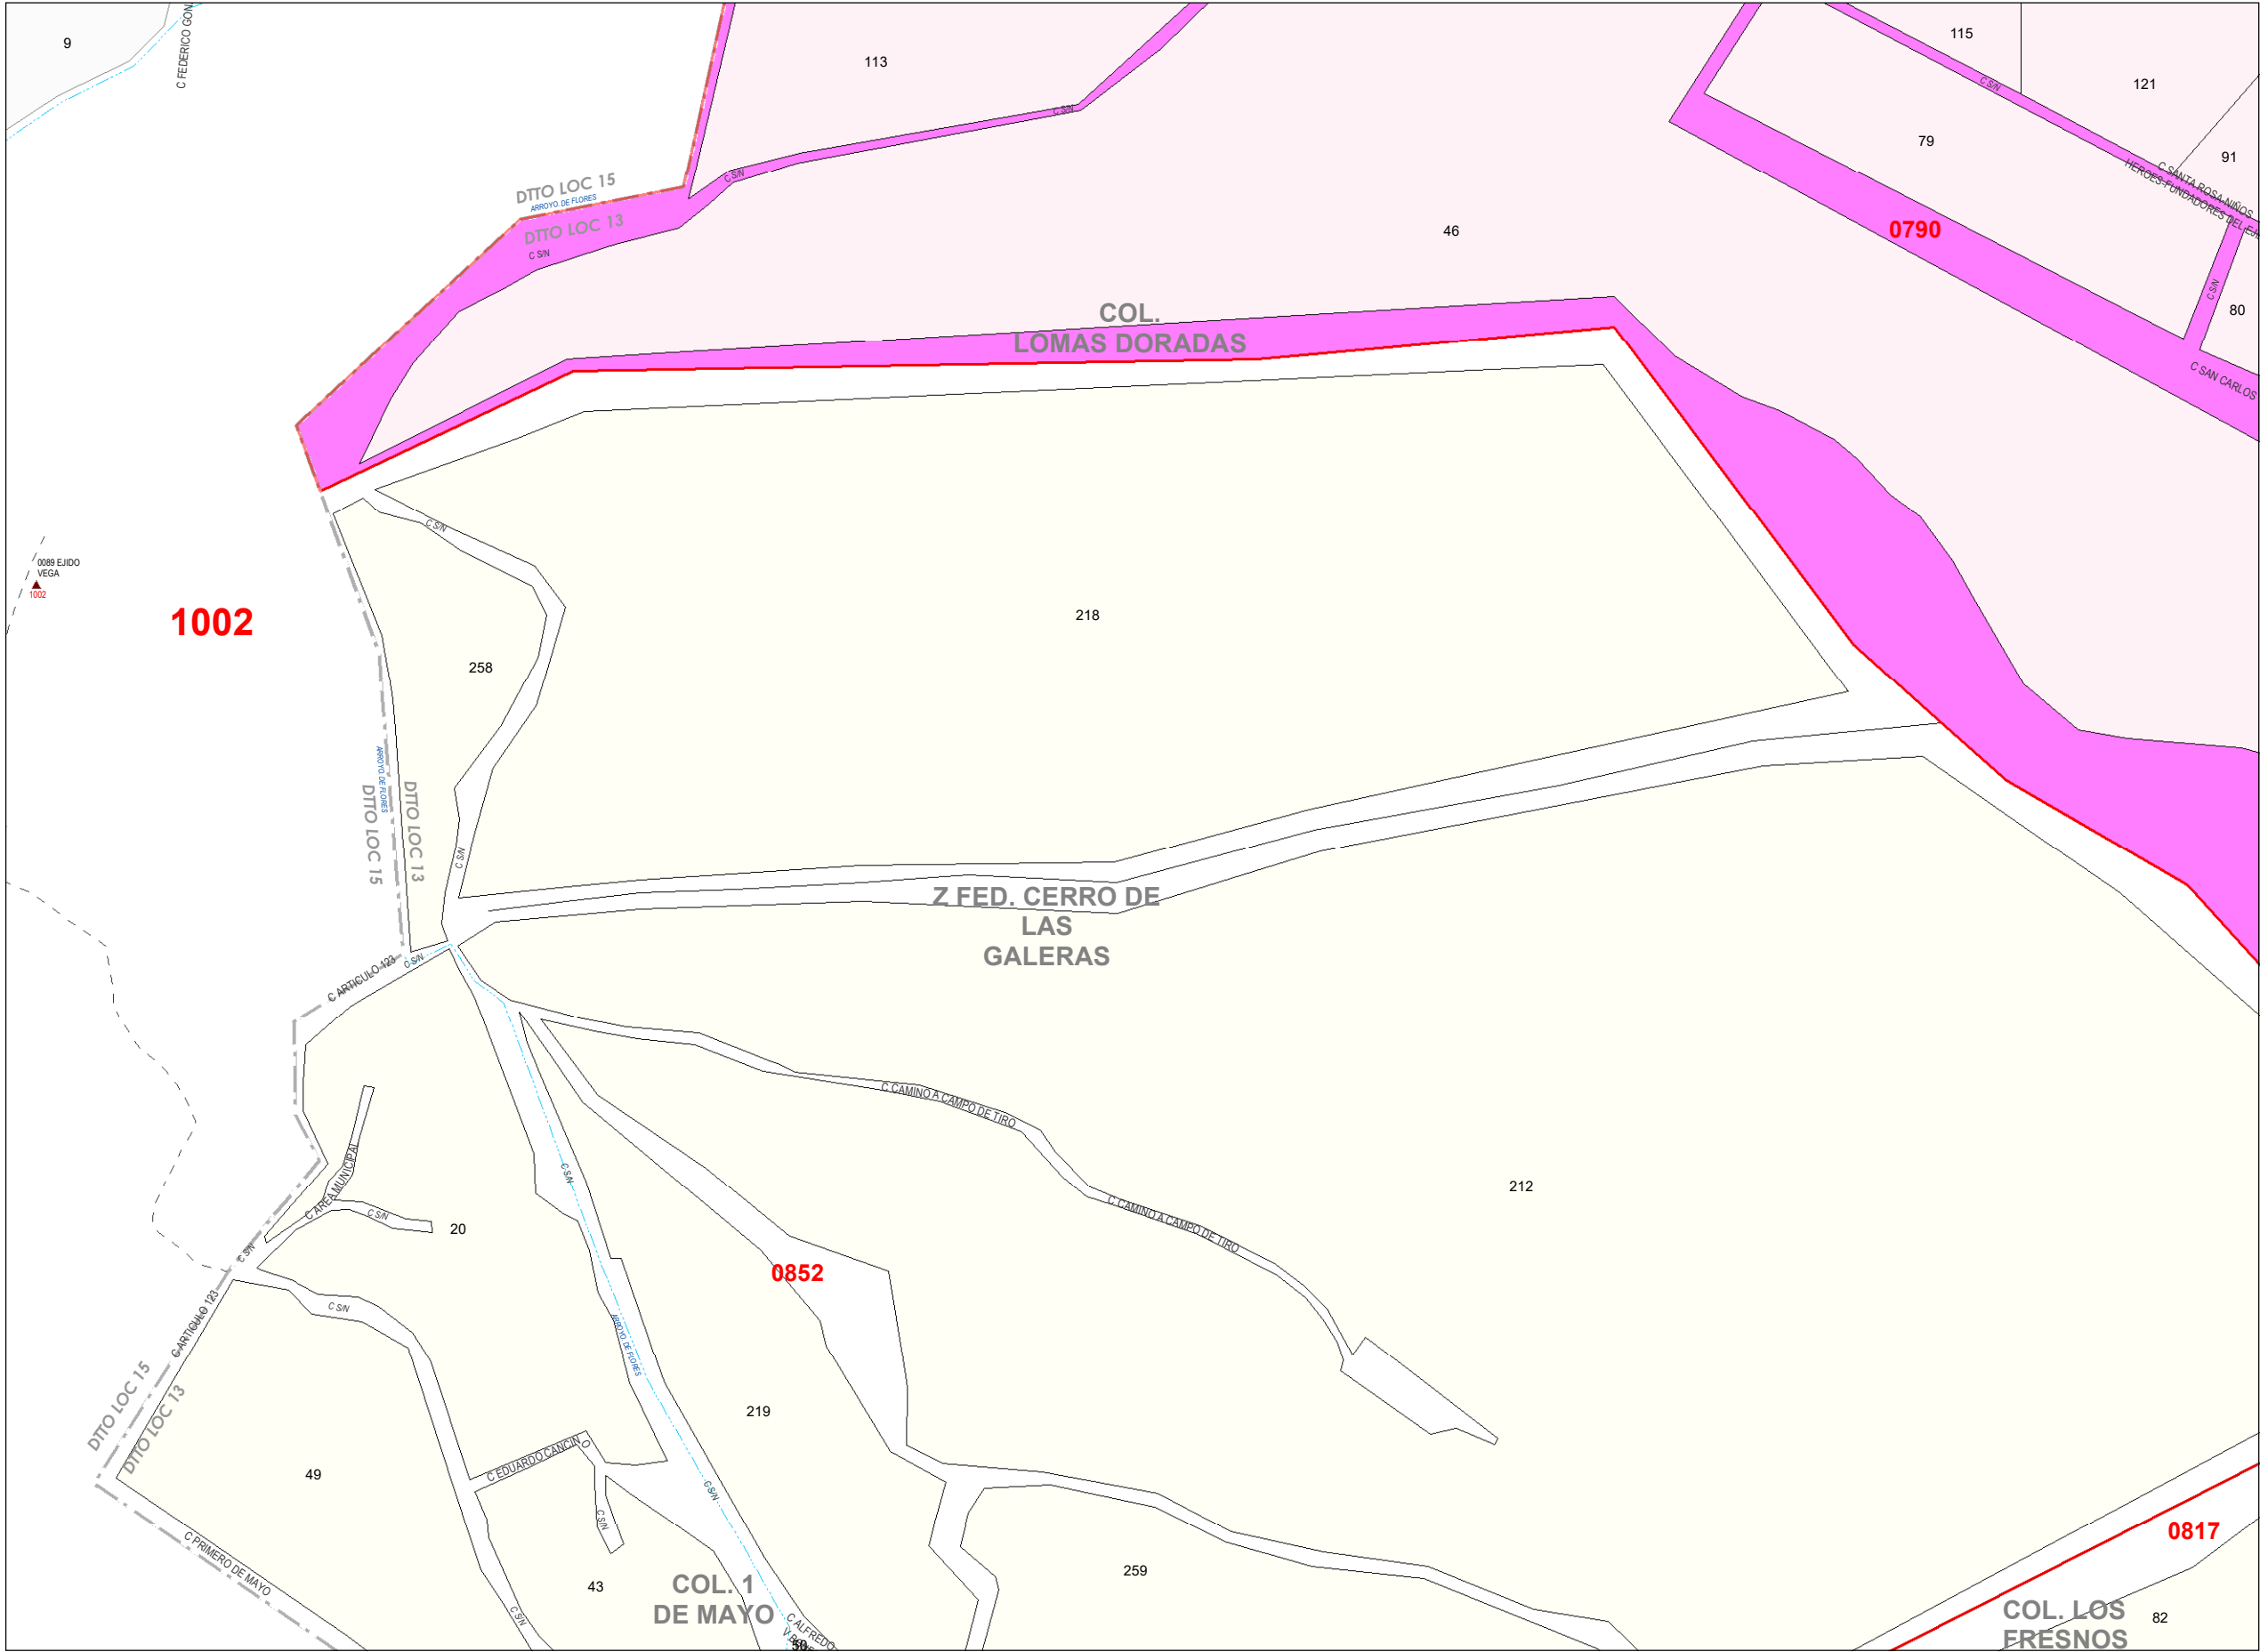 9
C FEDERICO GON
113
115
121
C S/N
C S/N
79
91
C S/N
DTTO LOC 15
ARROYO DE FLORES
DTTO LOC 13
C S/N
C SANTA ROSA NIÑOS
HEROES FUNDADORES DEL EJI
46
0790
C S/N
80
COL.
LOMAS DORADAS
C SAN CARLOS
C S/N
0089 EJIDO
VEGA
1002
1002
218
258
ARROYO DE FLORES
DTTO LOC 15
DTTO LOC 13
C S/N
Z FED. CERRO DE
LAS
GALERAS
C ARTICULO 123
C S/N
C CAMINO A CAMPO DE TIRO
C S/N
C AREA MUNICIPAL
C S/N
20
212
C CAMINO A CAMPO DE TIRO
C S/N
0852
C S/N
C ARTICULO 123
ARROYO DE FLORES
DTTO LOC 15
DTTO LOC 13
219
C EDUARDO CANCINO
49
C S/N
C S/N
C PRIMERO DE MAYO
0817
259
43
COL. 1
DE MAYO
C S/N
C ALFREDO
COL. LOS
FRESNOS
82